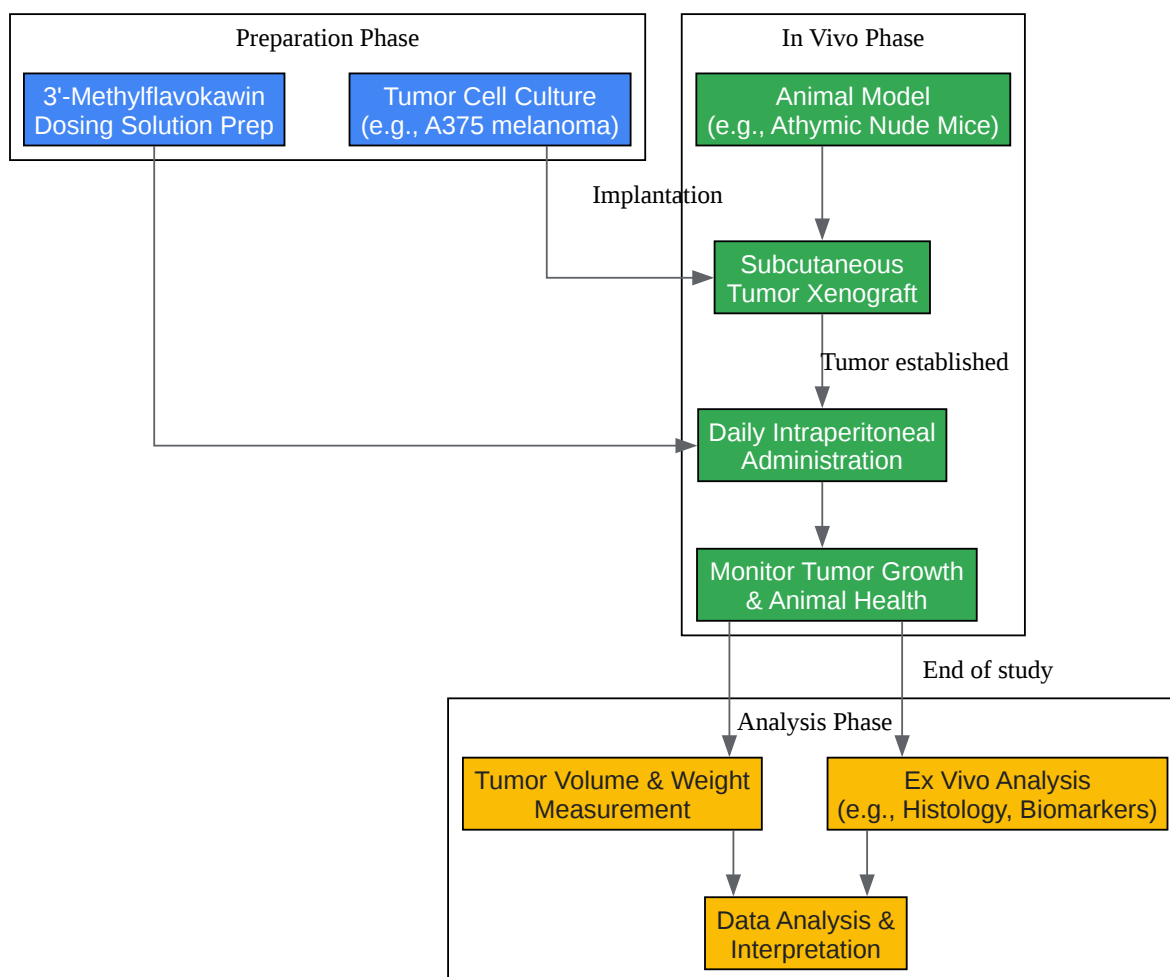 Preparation Phase
3'-Methylflavokawin
Dosing Solution Prep
Tumor Cell Culture
(e.g., A375 melanoma)
In Vivo Phase
Animal Model
(e.g., Athymic Nude Mice)
Implantation
Subcutaneous
Tumor Xenograft
Tumor established
Daily Intraperitoneal
Administration
Monitor Tumor Growth
& Animal Health
End of study
Analysis Phase
Tumor Volume & Weight
Measurement
Ex Vivo Analysis
(e.g., Histology, Biomarkers)
Data Analysis &
Interpretation